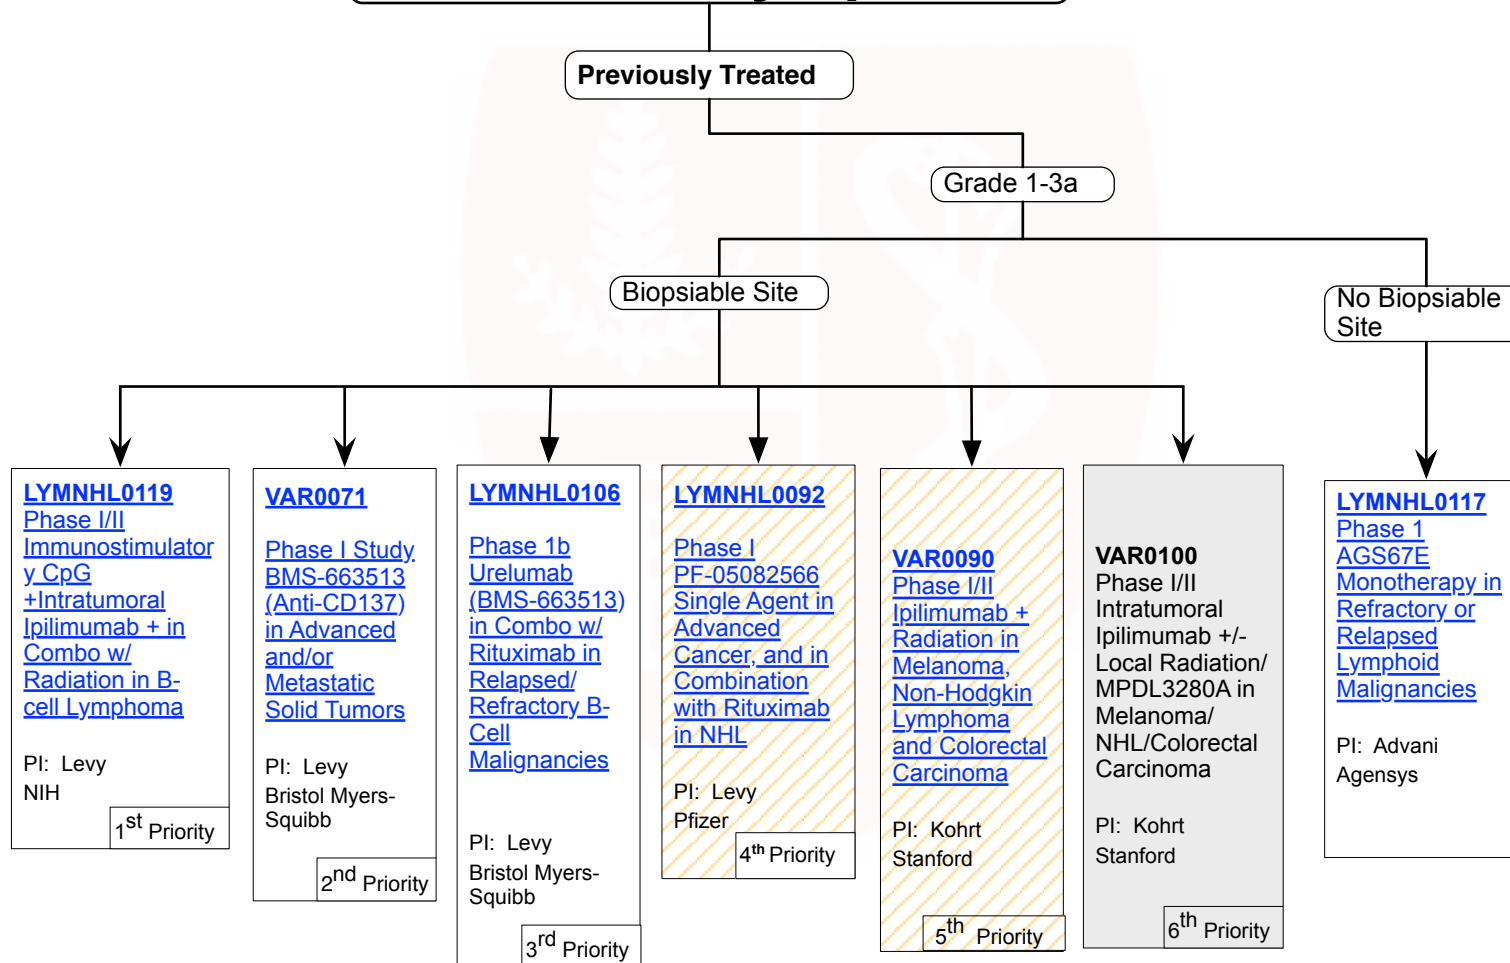 Previously Treated
Grade 1-3a
Biopsiable Site
No Biopsiable
Site
LYMNHL0119
Phase I/II
Immunostimulator
y CpG
+Intratumoral
Ipilimumab + in
Combo w/
Radiation in B-
cell Lymphoma
PI: Levy
NIH
1st Priority
VAR0071
Phase I Study
BMS-663513
(Anti-CD137)
in Advanced
and/or
Metastatic
Solid Tumors
PI: Levy
Bristol Myers-
Squibb
2nd Priority
LYMNHL0106
Phase 1b
Urelumab
(BMS-663513)
in Combo w/
Rituximab in
Relapsed/
Refractory B-
Cell
Malignancies
PI: Levy
Bristol Myers-
Squibb
3rd Priority
LYMNHL0092
Phase I
PF-05082566
Single Agent in
Advanced
Cancer, and in
Combination
with Rituximab
in NHL
PI: Levy
Pfizer
4th Priority
VAR0090
Phase I/II
Ipilimumab +
Radiation in
Melanoma,
Non-Hodgkin
Lymphoma
and Colorectal
Carcinoma
PI: Kohrt
Stanford
5th Priority
VAR0100
Phase I/II
Intratumoral
Ipilimumab +/-
Local Radiation/
MPDL3280A in
Melanoma/
NHL/Colorectal
Carcinoma
PI: Kohrt
Stanford
6th Priority
LYMNHL0117
Phase 1
AGS67E
Monotherapy in
Refractory or
Relapsed
Lymphoid
Malignancies
PI: Advani
Agensys